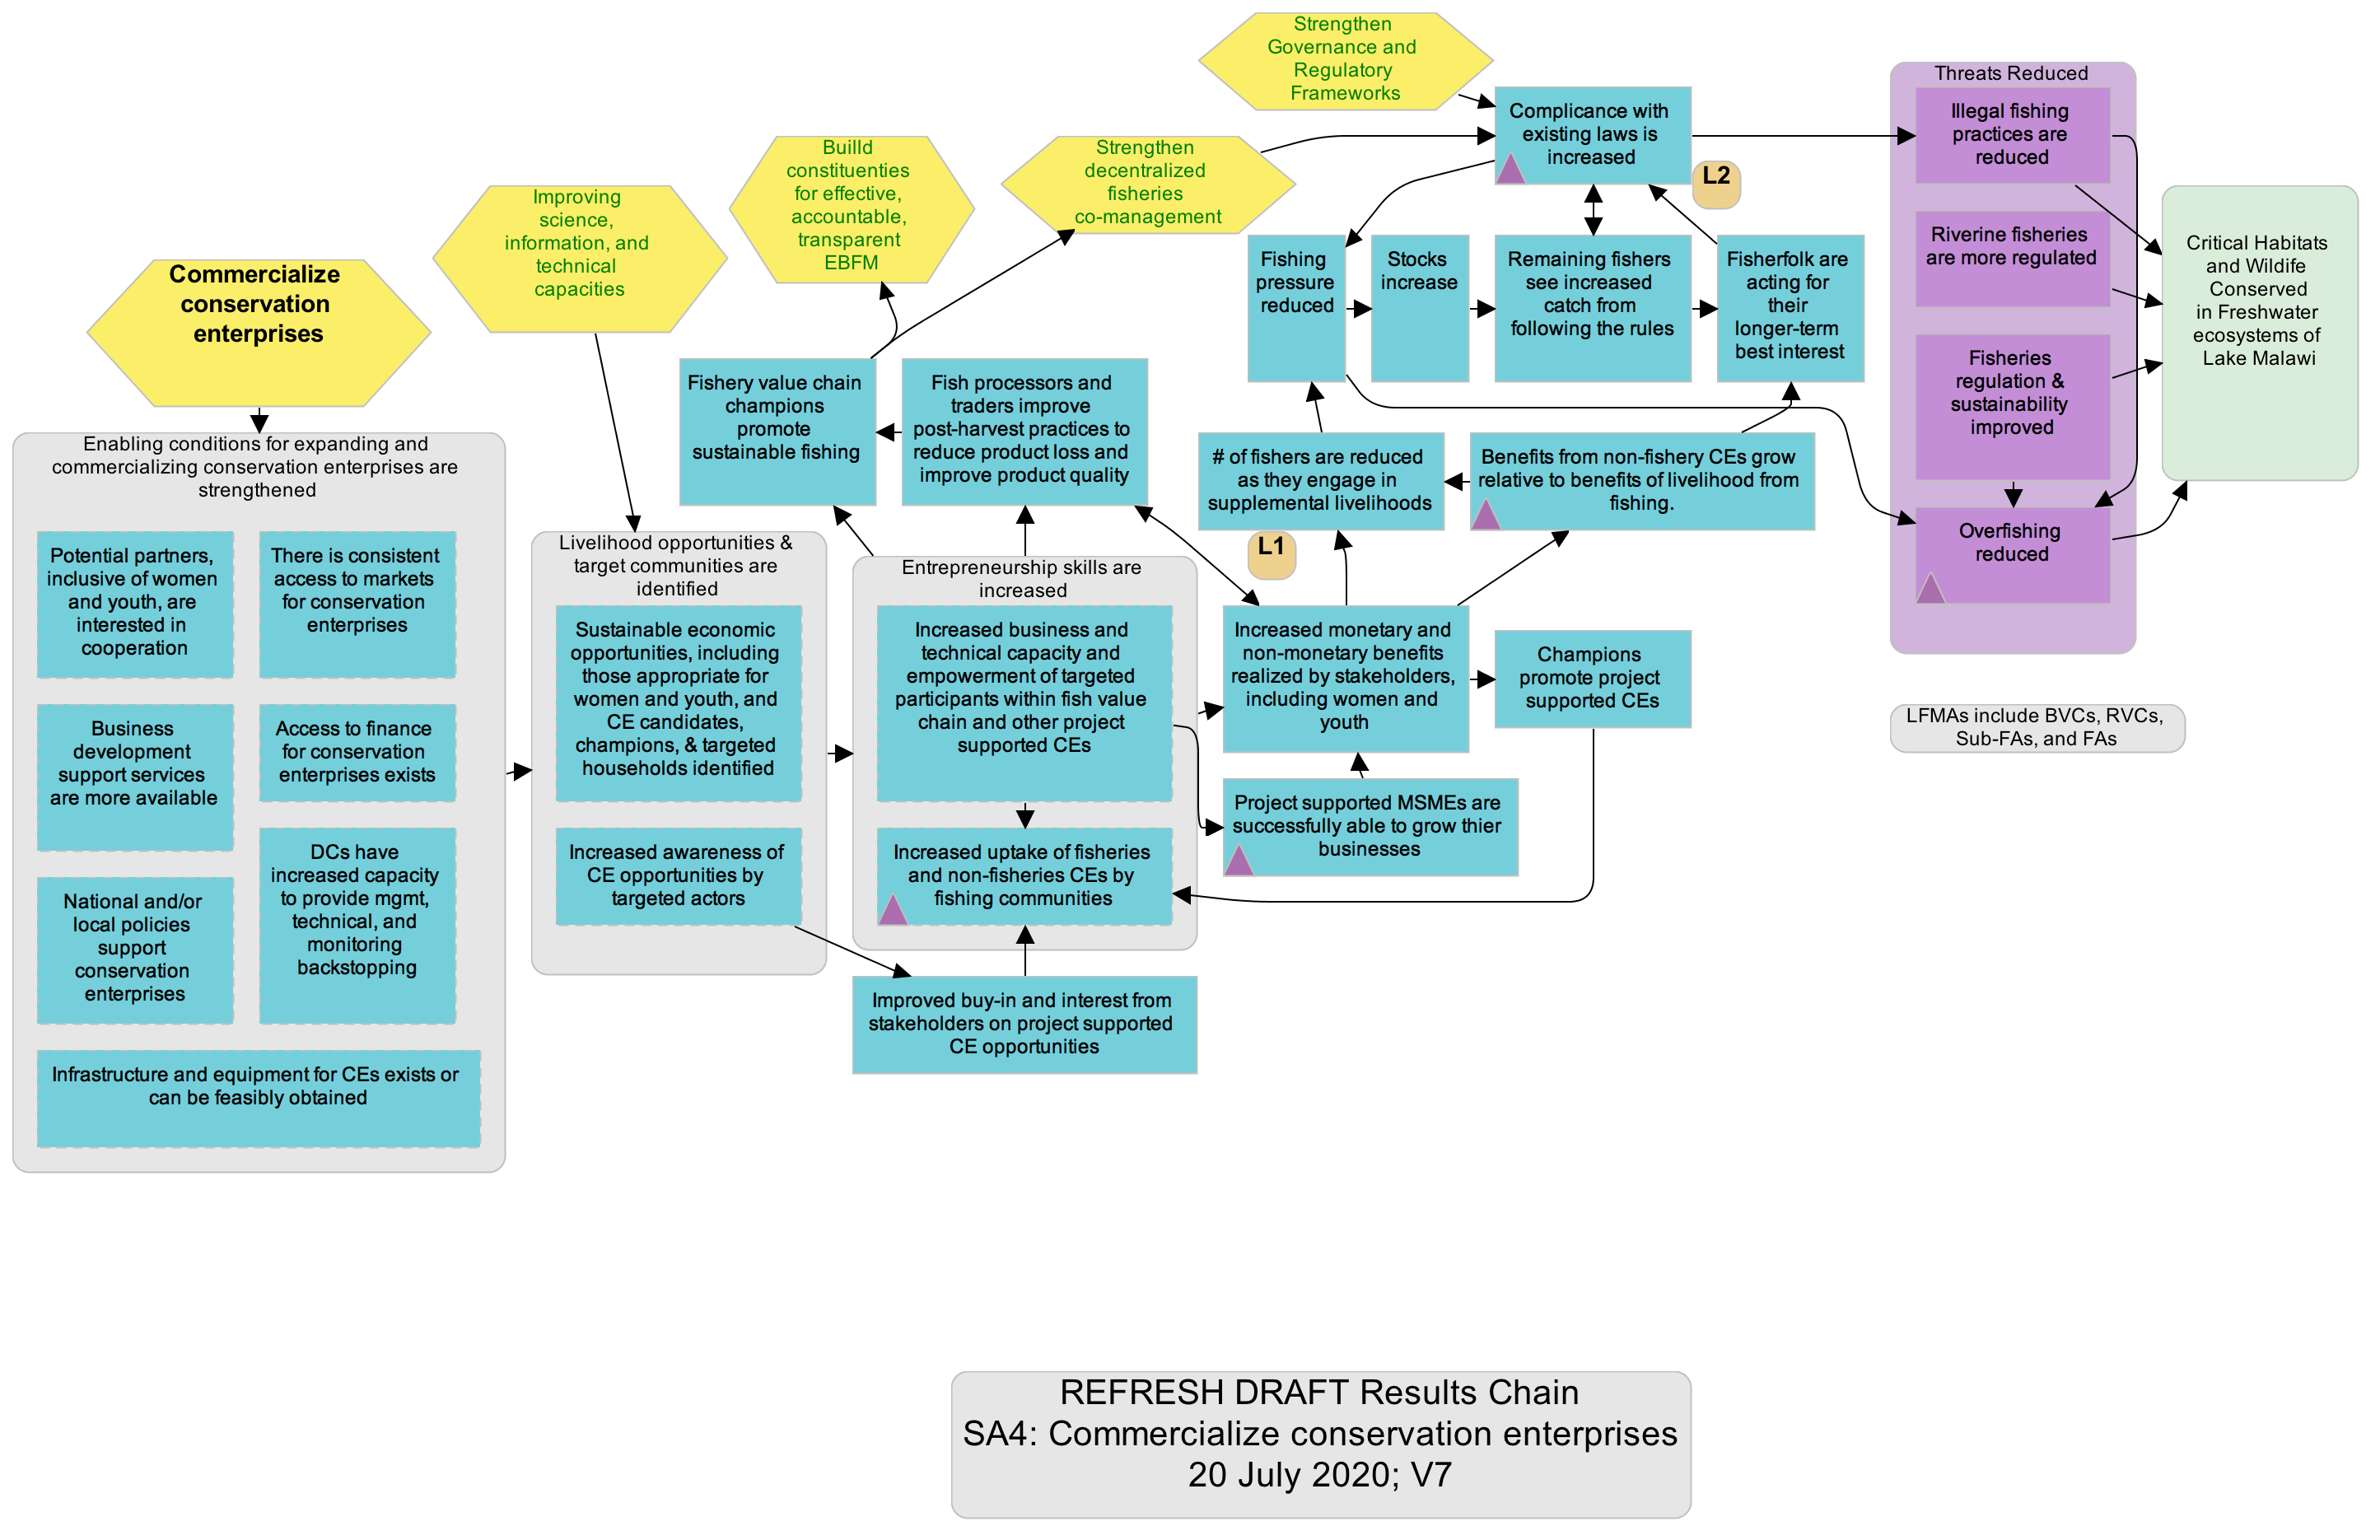 Strengthen
Governance and
Regulatory
Frameworks
Builld
constituenties
for effective,
accountable,
transparent
EBFM
Strengthen
decentralized
fisheries
co-management
Improving
science,
information, and
technical
capacities
Commercialize
conservation
enterprises
Enabling conditions for expanding and
commercializing conservation enterprises are
strengthened
Potential partners,
inclusive of women
and youth, are
interested in
cooperation
There is consistent
access to markets
for conservation
enterprises
Business
development
support services
are more available
Access to finance
for conservation
enterprises exists
National and/or
local policies
support
conservation
enterprises
DCs have
increased capacity
to provide mgmt,
technical, and
monitoring
backstopping
Infrastructure and equipment for CEs exists or
can be feasibly obtained
Livelihood opportunities &
target communities are
identified
Sustainable economic
opportunities, including
those appropriate for
women and youth, and
CE candidates,
champions, & targeted
households identified
Increased awareness of
CE opportunities by
targeted actors
Fishery value chain
champions
promote
sustainable fishing
Fish processors and
traders improve
post-harvest practices to
reduce product loss and
improve product quality
Entrepreneurship skills are
increased
Increased business and
technical capacity and
empowerment of targeted
participants within fish value
chain and other project
supported CEs
Increased uptake of fisheries
and non-fisheries CEs by
fishing communities
Improved buy-in and interest from
stakeholders on project supported
CE opportunities
Complicance with
existing laws is
increased
L2
Fishing
pressure
reduced
Stocks
increase
Remaining fishers
see increased
catch from
following the rules
Fisherfolk are
acting for
their
longer-term
best interest
# of fishers are reduced
as they engage in
supplemental livelihoods
L1
Benefits from non-fishery CEs grow
relative to benefits of livelihood from
fishing.
Increased monetary and
non-monetary benefits
realized by stakeholders,
including women and
youth
Champions
promote project
supported CEs
Project supported MSMEs are
successfully able to grow thier
businesses
Threats Reduced
Illegal fishing
practices are
reduced
Riverine fisheries
are more regulated
Fisheries
regulation &
sustainability
improved
Overfishing
reduced
Critical Habitats
and Wildife
Conserved
in Freshwater
ecosystems of
Lake Malawi
LFMAs include BVCs, RVCs,
Sub-FAs, and FAs
REFRESH DRAFT Results Chain
SA4: Commercialize conservation enterprises
20 July 2020; V7